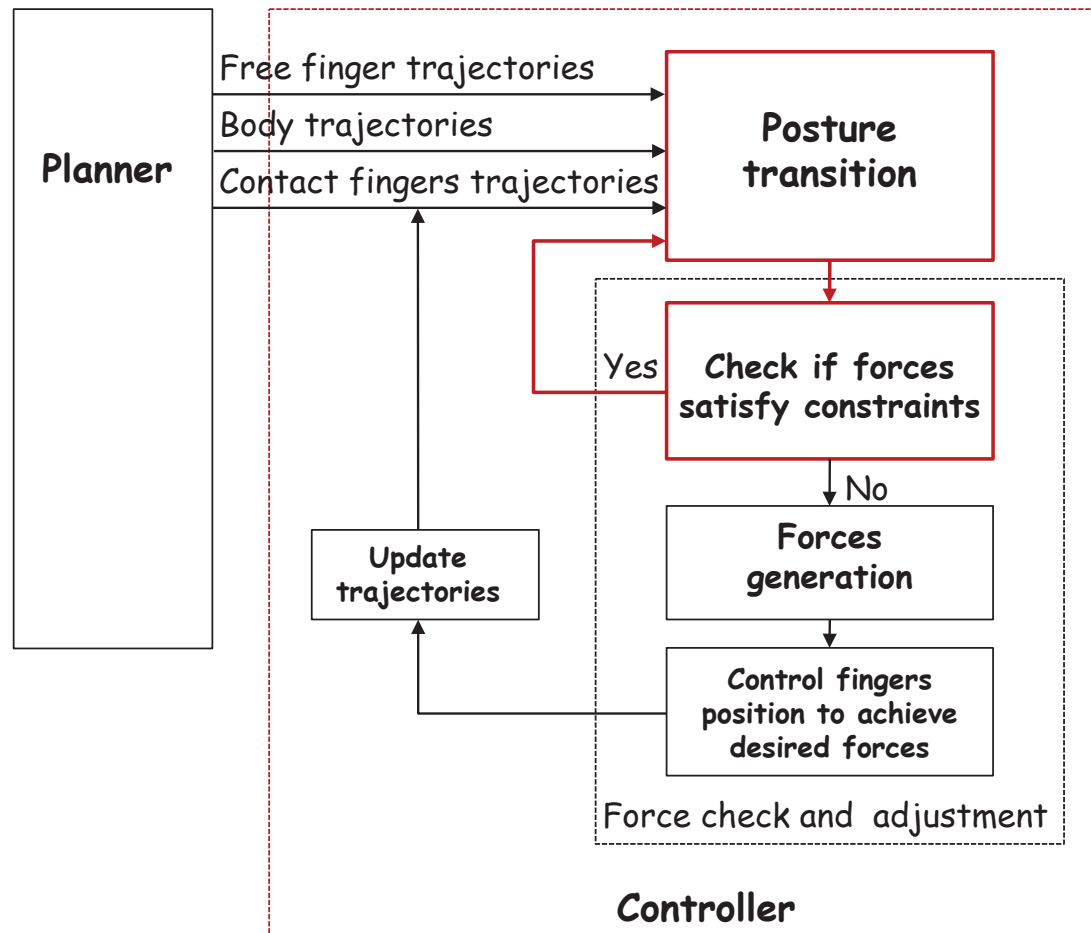 Planner
Free finger trajectories
Body trajectories
Contact fingers trajectories
Posture
transition
Yes
Check if forces
satisfy constraints
No
Forces
generation
Update
trajectories
Control fingers
position to achieve
desired forces
Force check and adjustment
Controller